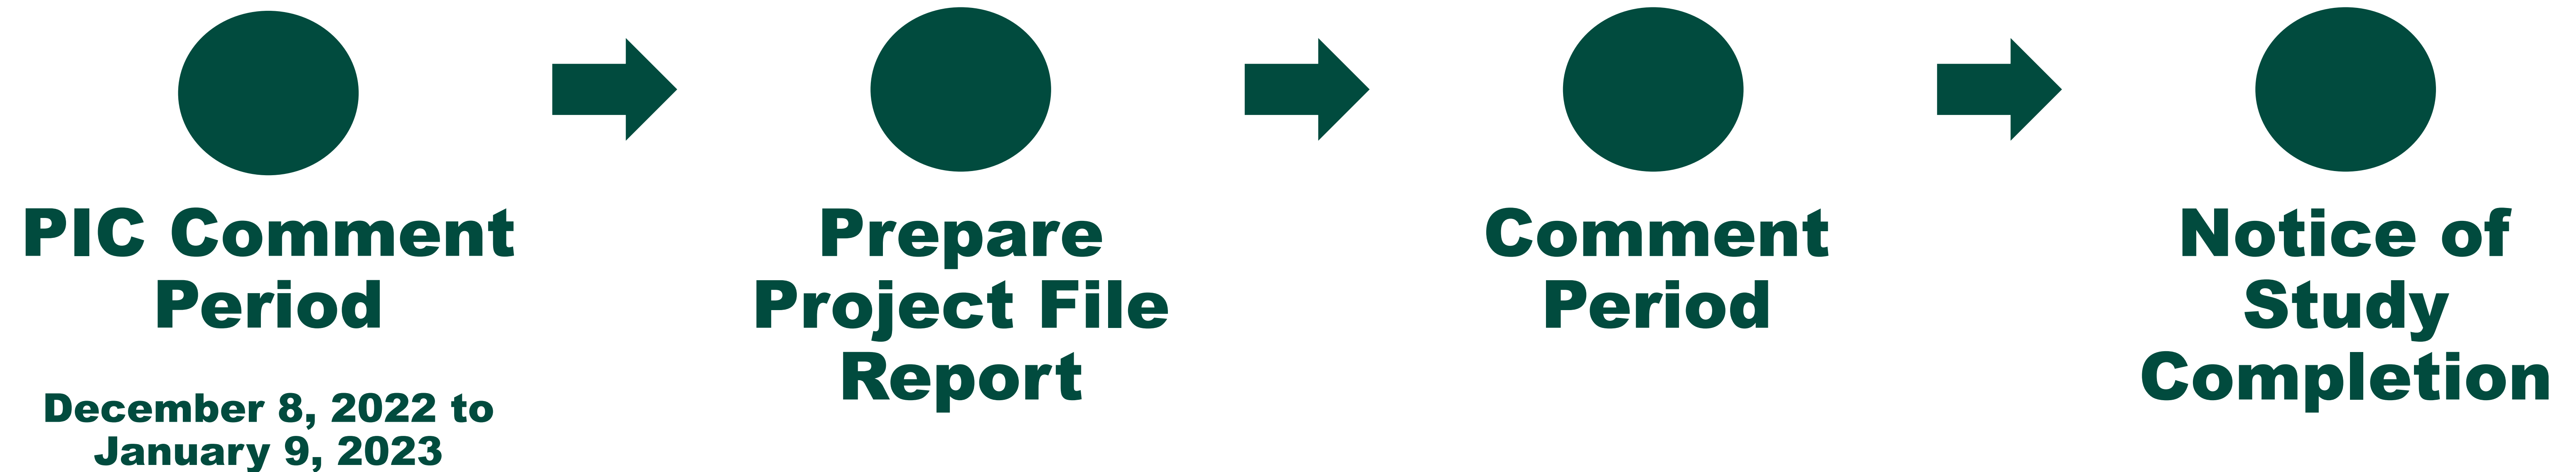 PIC Comment
Period
December 8, 2022 to
January 9, 2023
Prepare
Project File
Report
Comment
Period
Notice of
Study
Completion